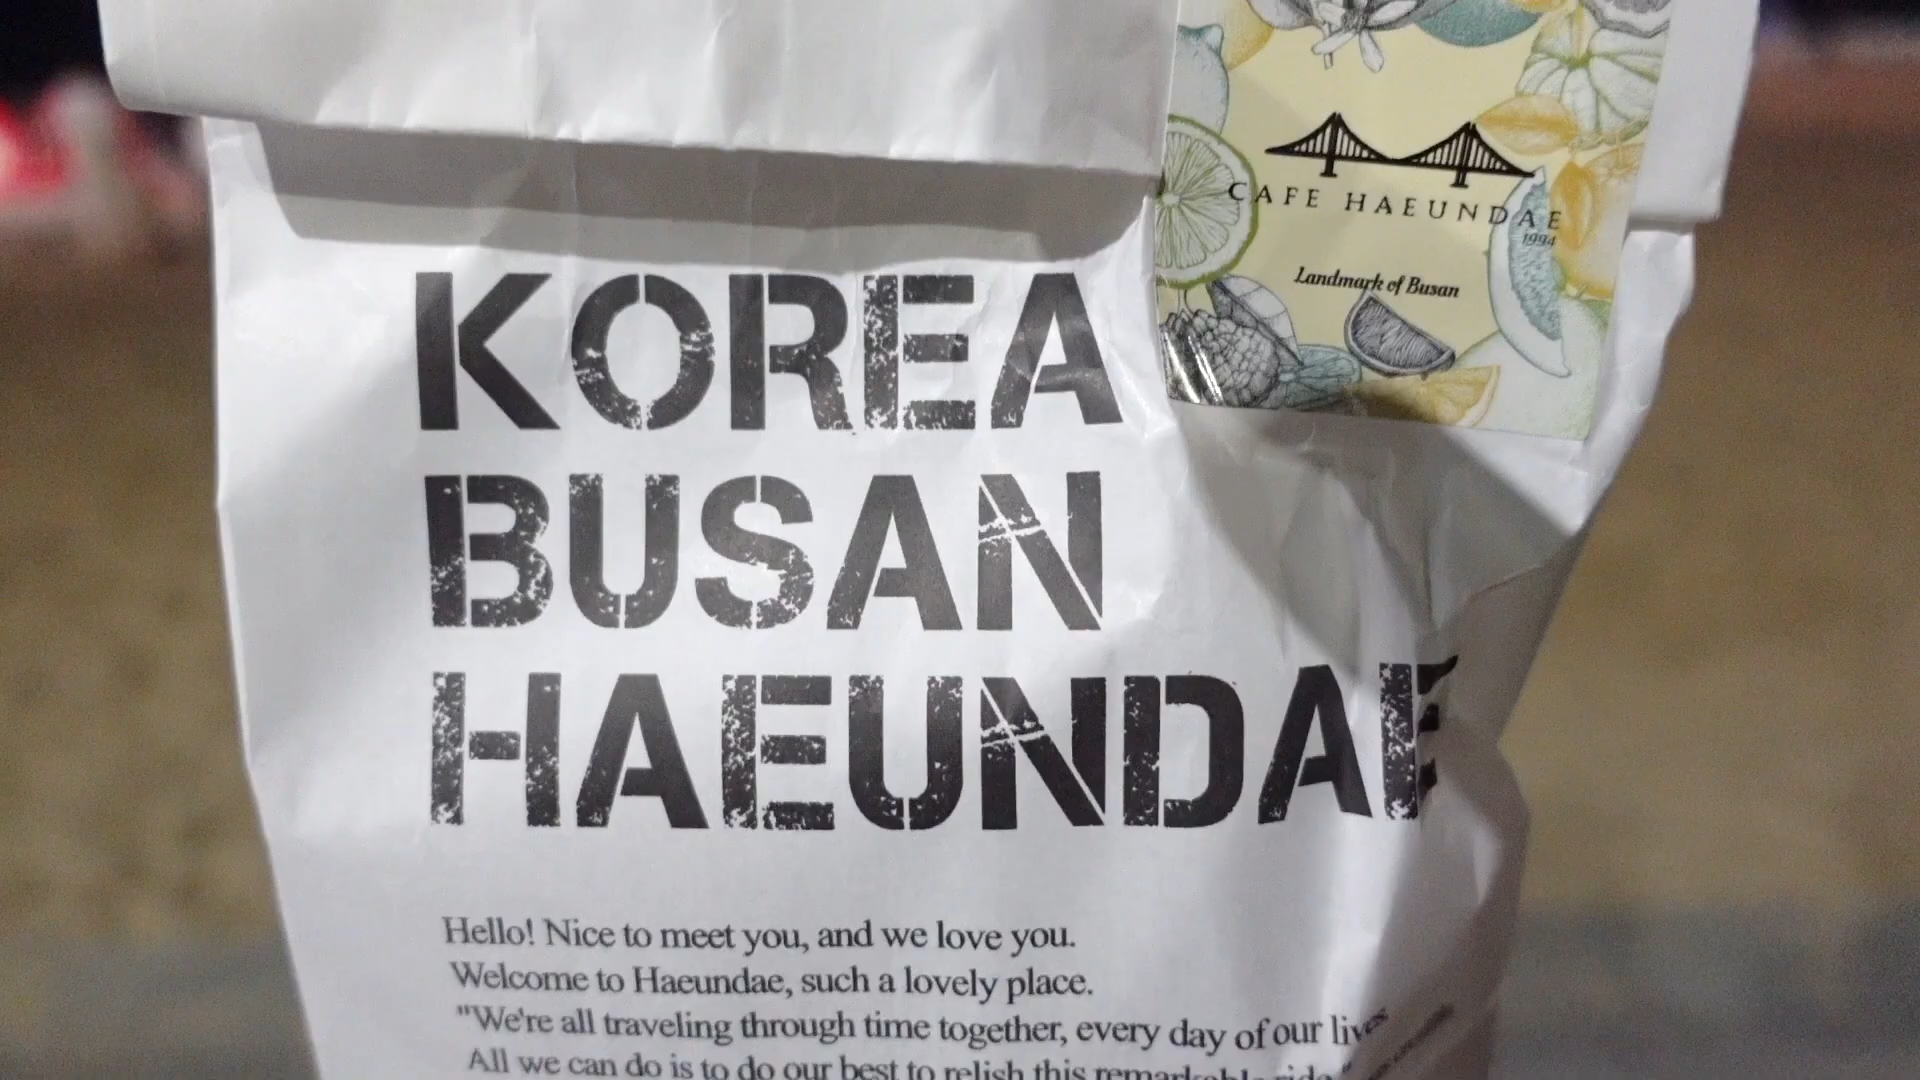 CAFE HAEUNDAE
1994
Landmark of Busan
KOREA
BUSAN
HAEUNDAE
Hello! Nice to meet you, and we love you.
Welcome to Haeundae, such a lovely place.
"We're all traveling through time together, every day of our lives
All we can do is to do our best to relish this remarkable ride."